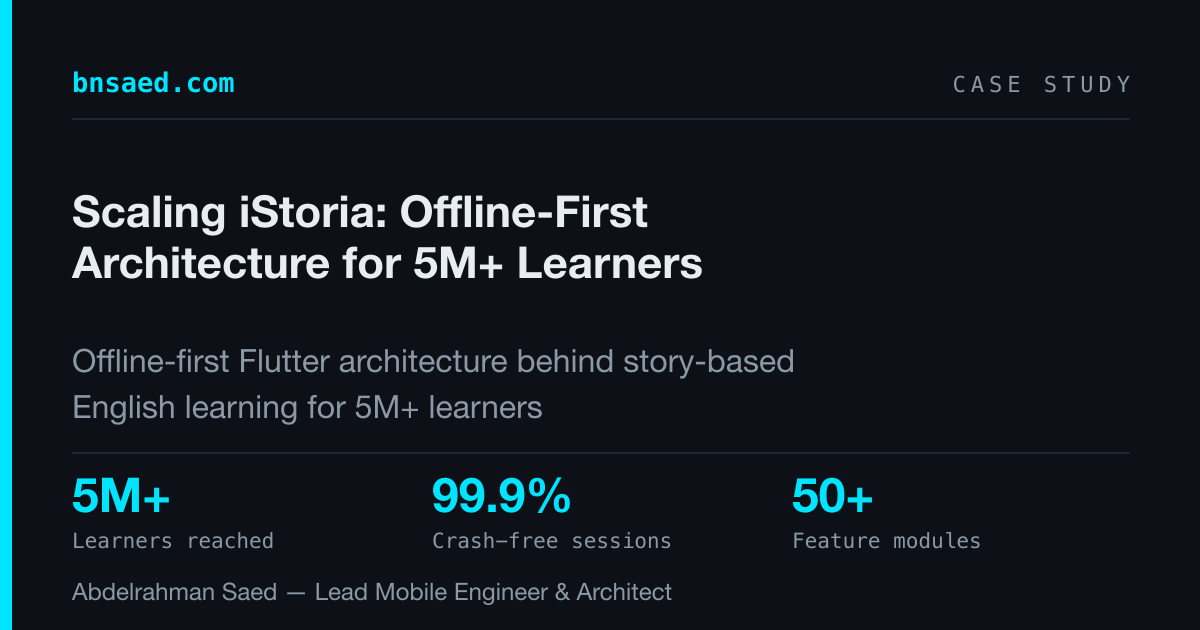 bnsaed.com
CASE STUDY
Scaling iStoria: Offline-First
Architecture for 5M+ Learners
Offline-first Flutter architecture behind story-based
English learning for 5M+ learners
5M+
Learners reached
99.9%
Crash-free sessions
50+
Feature modules
Abdelrahman Saed — Lead Mobile Engineer & Architect